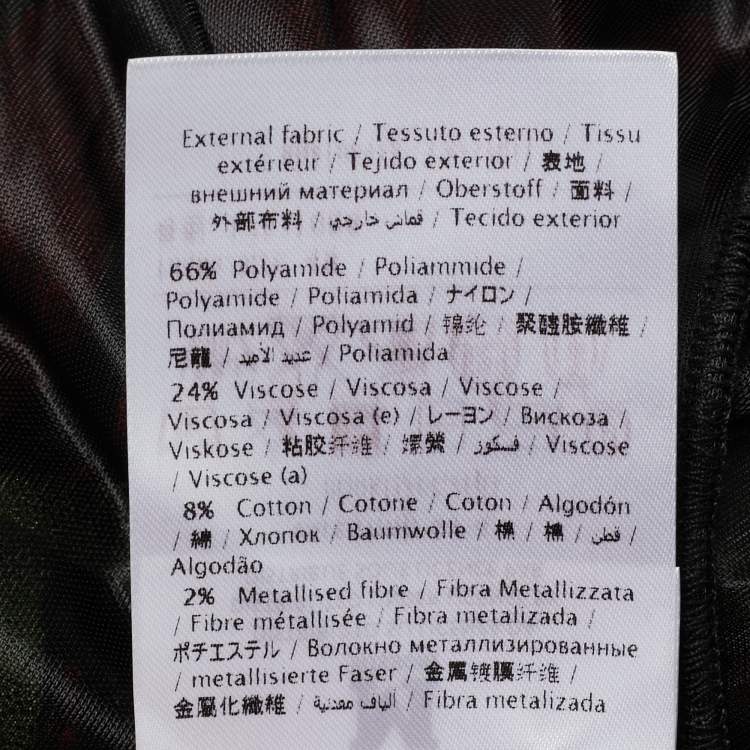 External fabric / Tessuto esterno / Tissu
extérieur / Tejido exterior / 表地 /
внешний материал / Oberstoff / 面料 /
外部布料 / قماش خارجي / Tecido exterior
66% Polyamide / Poliammide /
Polyamide / Poliamida / ナイロン /
Полиамид / Polyamid / 锦纶 / 聚醯胺纖維 /
尼龍 / عديد الأميد / Poliamida
24% Viscose / Viscosa / Viscose /
Viscosa / Viscosa (e) / レーヨン / Вискоза /
Viskose / 粘胶纤维 / 嫘縈 / فسكوز / Viscose
/ Viscose (a)
8% Cotton / Cotone / Coton / Algodón
/ 綿 / Хлопок / Baumwolle / 棉 / 棉 / قطن /
Algodão
2% Metallised fibre / Fibra Metallizzata
/ Fibre métallisée / Fibra metalizada /
ポチエステル / Волокно металлизированные
/ metallisierte Faser / 金属镀膜纤维 /
金屬化纖維 / ألياف معدنية / Fibra metalizada